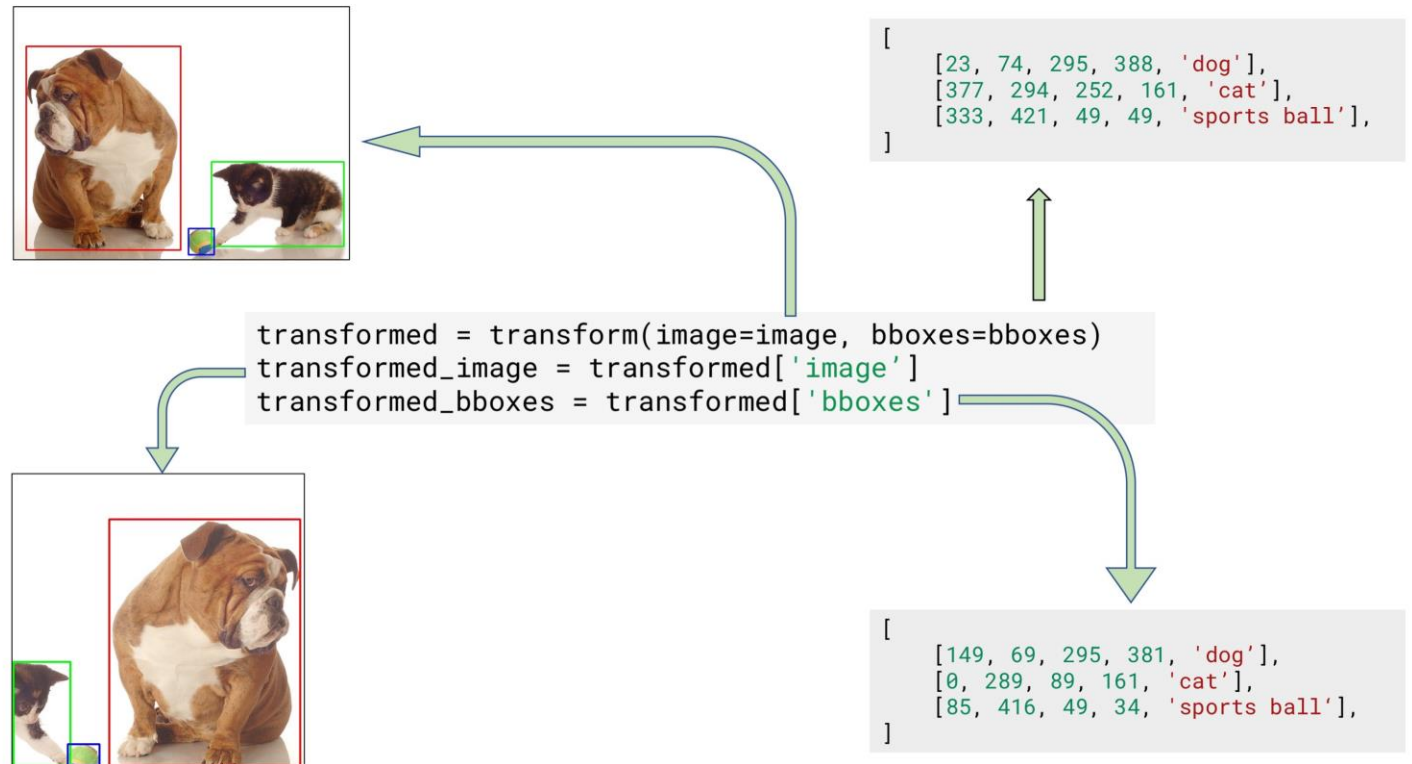 [
[23, 74, 295, 388, 'dog'],
[377, 294, 252, 161, 'cat’],
[333, 421, 49, 49, 'sports ball’],
]
transformed = transform(image=image, bboxes=bboxes)
transformed_image = transformed['image’]
transformed_bboxes = transformed['bboxes']
[
[149, 69, 295, 381, 'dog’],
[0, 289, 89, 161, 'cat’],
[85, 416, 49, 34, 'sports ball‘],
]